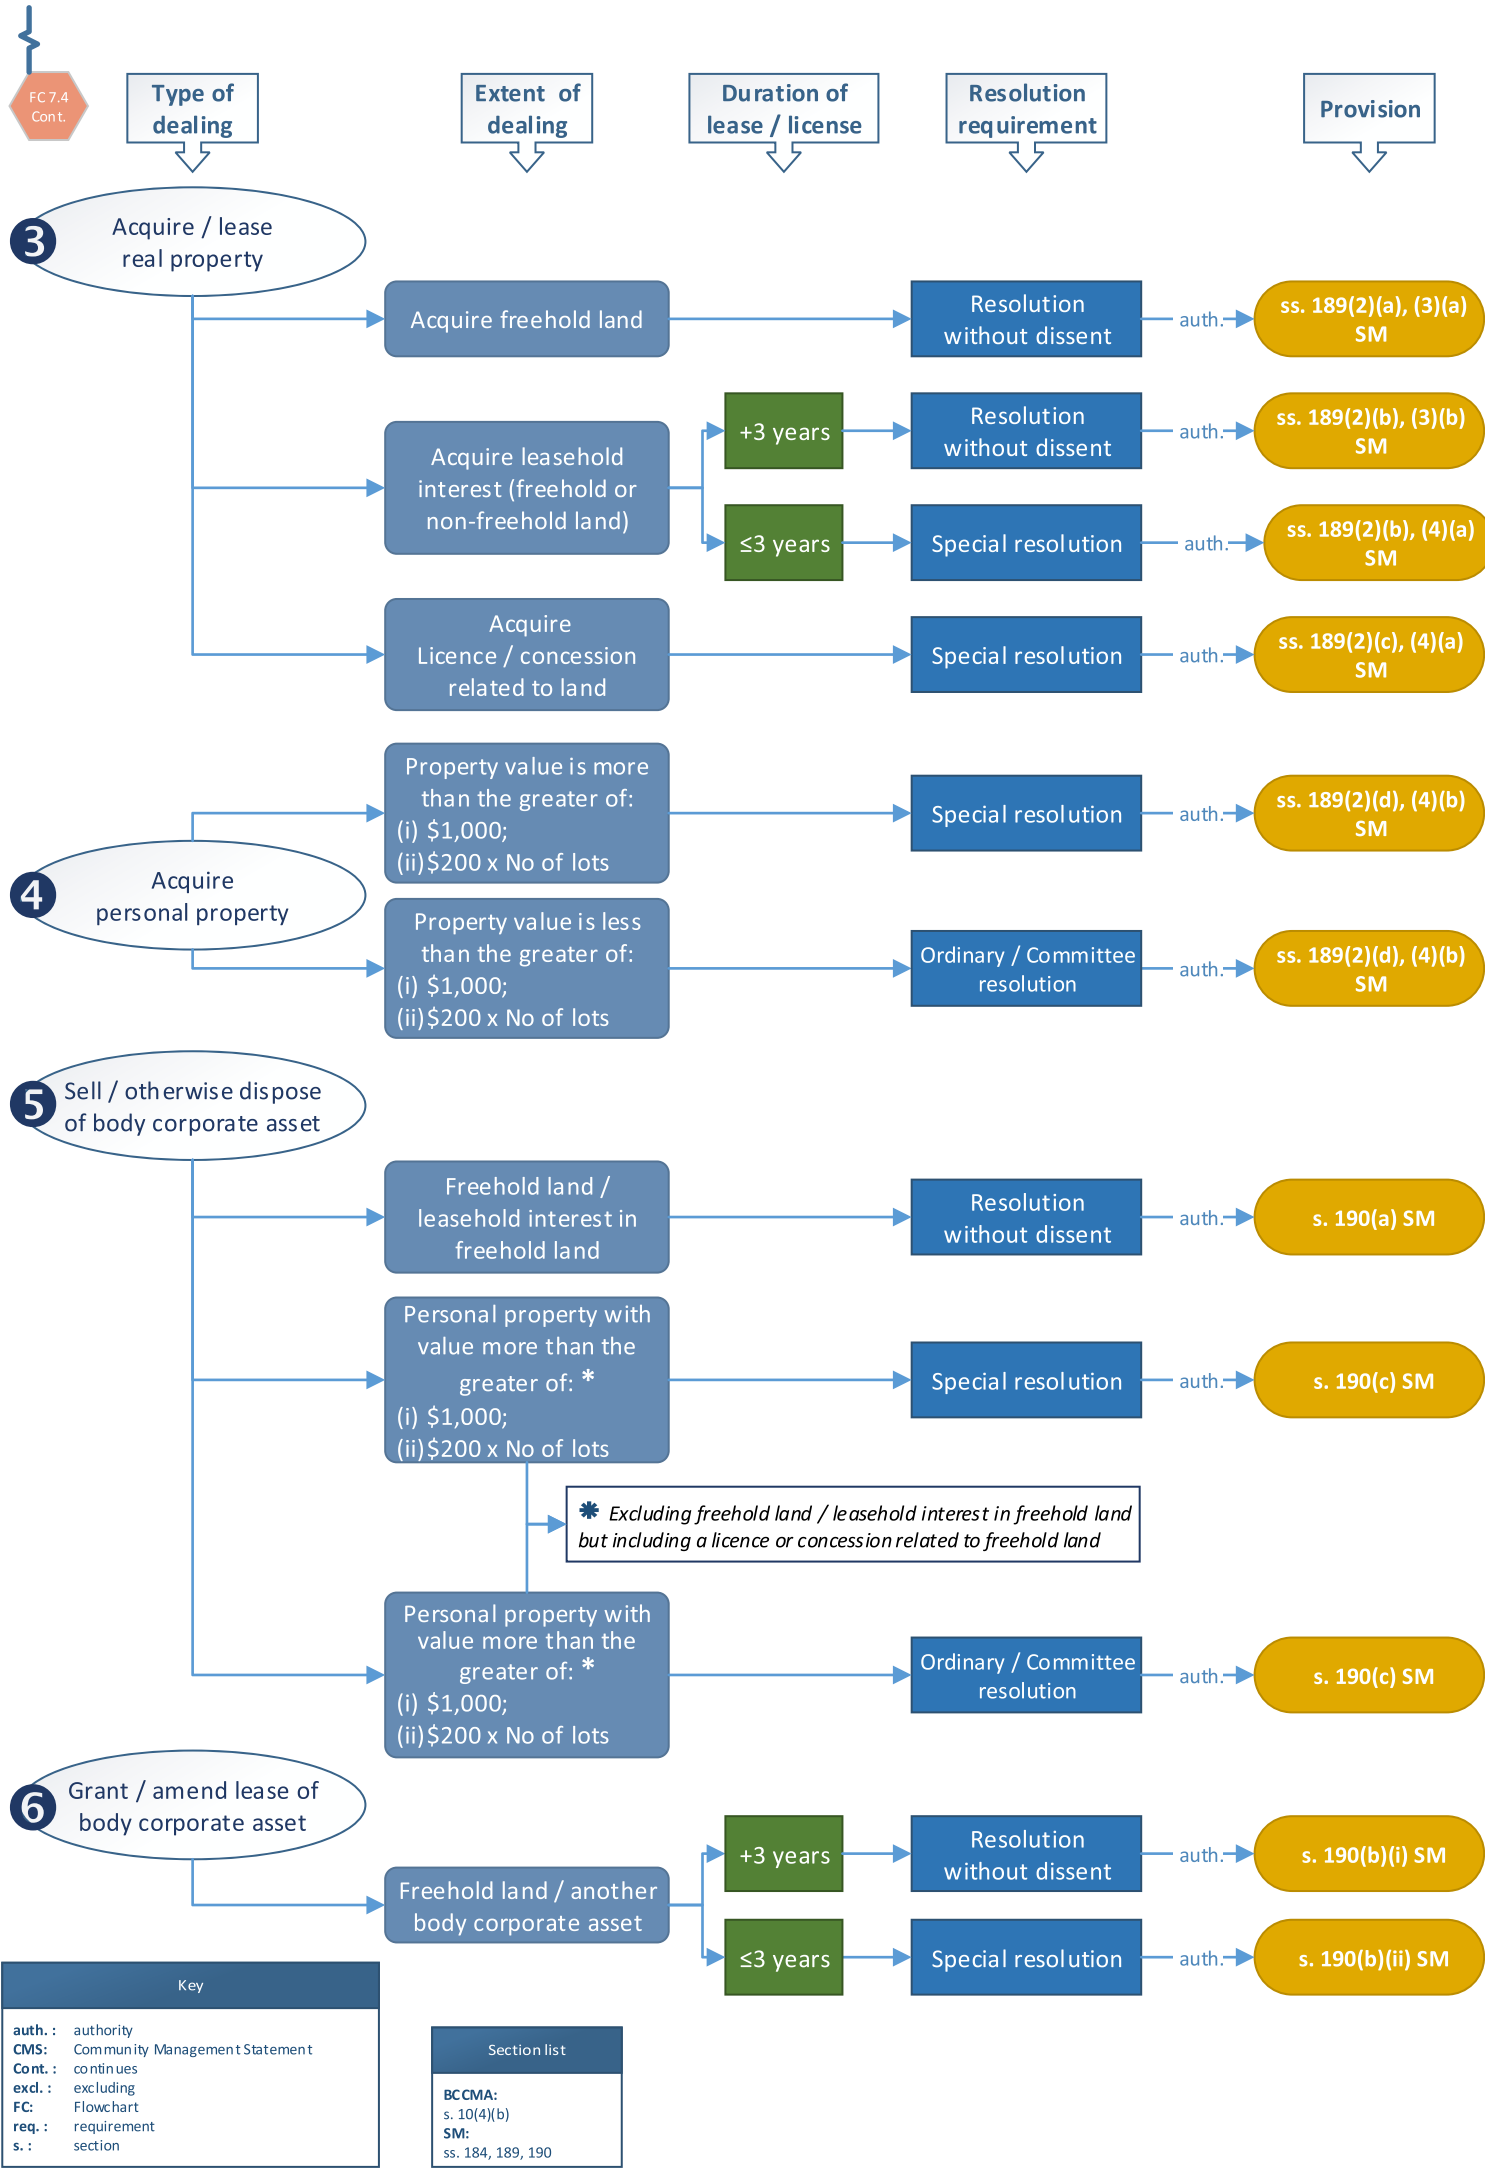 FC 7.4
Cont.
Type of
dealing
Extent of
dealing
Duration of
lease / license
Resolution
requirement
Provision
3
Acquire / lease
real property
Acquire freehold land
Resolution
without dissent
auth.
ss. 189(2)(a), (3)(a)
SM
Acquire leasehold
interest (freehold or
non-freehold land)
+3 years
Resolution
without dissent
auth.
ss. 189(2)(b), (3)(b)
SM
≤3 years
Special resolution
auth.
ss. 189(2)(b), (4)(a)
SM
Acquire
Licence / concession
related to land
Special resolution
auth.
ss. 189(2)(c), (4)(a)
SM
4
Acquire
personal property
Property value is more
than the greater of:
(i) $1,000;
(ii) $200 x No of lots
Special resolution
auth.
ss. 189(2)(d), (4)(b)
SM
Property value is less
than the greater of:
(i) $1,000;
(ii) $200 x No of lots
Ordinary / Committee
resolution
auth.
ss. 189(2)(d), (4)(b)
SM
5
Sell / otherwise dispose
of body corporate asset
Freehold land /
leasehold interest in
freehold land
Resolution
without dissent
auth.
s. 190(a) SM
Personal property with
value more than the
greater of: *
(i) $1,000;
(ii) $200 x No of lots
Special resolution
auth.
s. 190(c) SM
* Excluding freehold land / leasehold interest in freehold land
but including a licence or concession related to freehold land
Personal property with
value more than the
greater of: *
(i) $1,000;
(ii) $200 x No of lots
Ordinary / Committee
resolution
auth.
s. 190(c) SM
6
Grant / amend lease of
body corporate asset
Freehold land / another
body corporate asset
+3 years
Resolution
without dissent
auth.
s. 190(b)(i) SM
≤3 years
Special resolution
auth.
s. 190(b)(ii) SM
Key
auth. : authority
CMS: Community Management Statement
Cont. : continues
excl. : excluding
FC: Flowchart
req. : requirement
s. : section
Section list
BCCMA:
s. 10(4)(b)
SM:
ss. 184, 189, 190